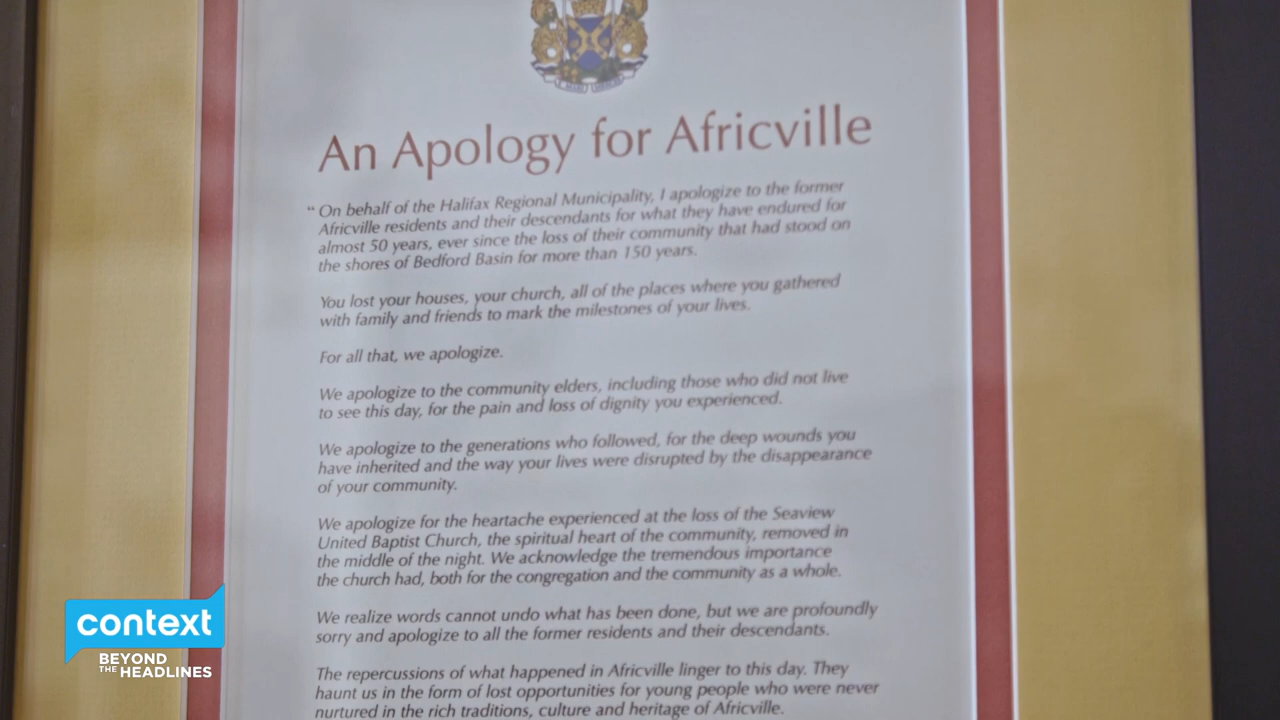 An Apology for Africville
“ On behalf of the Halifax Regional Municipality, I apologize to the former
Africville residents and their descendants for what they have endured for
almost 50 years, ever since the loss of their community that had stood on
the shores of Bedford Basin for more than 150 years.
You lost your houses, your church, all of the places where you gathered
with family and friends to mark the milestones of your lives.
For all that, we apologize.
We apologize to the community elders, including those who did not live
to see this day, for the pain and loss of dignity you experienced.
We apologize to the generations who followed, for the deep wounds you
have inherited and the way your lives were disrupted by the disappearance
of your community.
We apologize for the heartache experienced at the loss of the Seaview
United Baptist Church, the spiritual heart of the community, removed in
the middle of the night. We acknowledge the tremendous importance
the church had, both for the congregation and the community as a whole.
We realize words cannot undo what has been done, but we are profoundly
sorry and apologize to all the former residents and their descendants.
The repercussions of what happened in Africville linger to this day. They
haunt us in the form of lost opportunities for young people who were never
nurtured in the rich traditions, culture and heritage of Africville.
context
BEYOND
THE HEADLINES